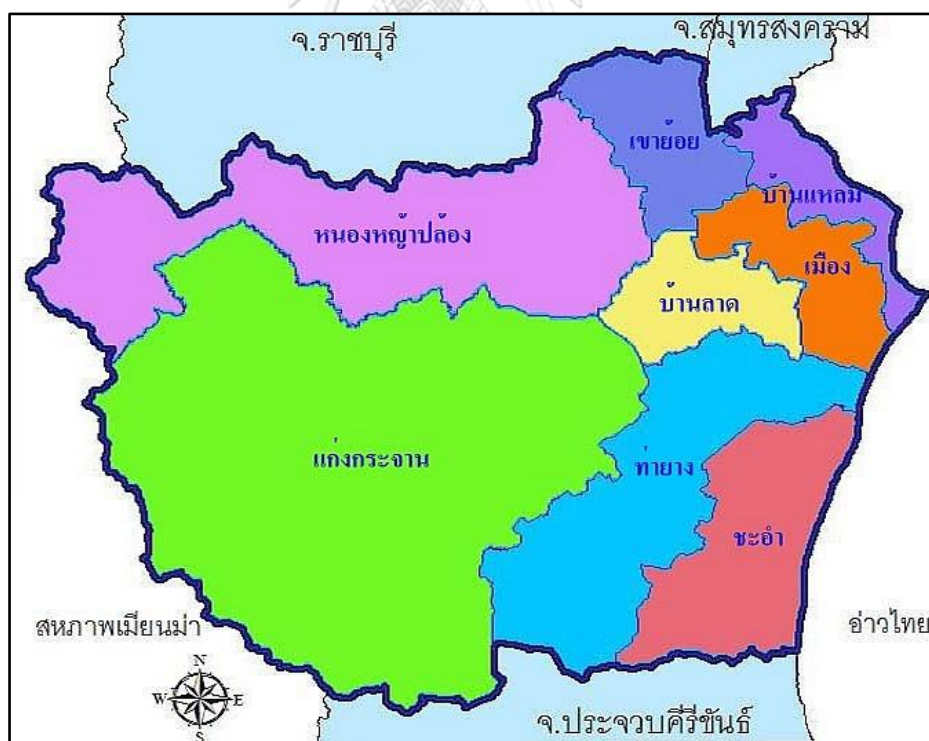 จ.ราชบุรี
จ.สมุทรสงคราม
เขาย้อย
บ้านแหลม
หนองหญ้าปล้อง
เมือง
บ้านลาด
แก่งกระจาน
ท่ายาง
ชะอำ
สหภาพเมียนม่า
อ่าวไทย
N
W E
S
จ.ประจวบคีรีขันธ์